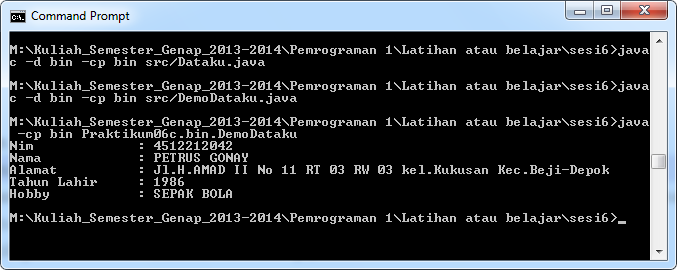 Command Prompt
M:\Kuliah_Semester_Genap_2013-2014\Pemrograman 1\Latihan atau belajar\sesi6>java
c -d bin -cp bin src/Dataku.java
M:\Kuliah_Semester_Genap_2013-2014\Pemrograman 1\Latihan atau belajar\sesi6>java
c -d bin -cp bin src/DemoDataku.java
M:\Kuliah_Semester_Genap_2013-2014\Pemrograman 1\Latihan atau belajar\sesi6>java
 -cp bin Praktikum06c.bin.DemoDataku
Nim             : 4512212042
Nama            : PETRUS GONAY
Alamat          : Jl.H.AMAD II No 11 RT 03 RW 03 kel.Kukusan Kec.Beji-Depok
Tahun Lahir     : 1986
Hobby           : SEPAK BOLA
M:\Kuliah_Semester_Genap_2013-2014\Pemrograman 1\Latihan atau belajar\sesi6>_